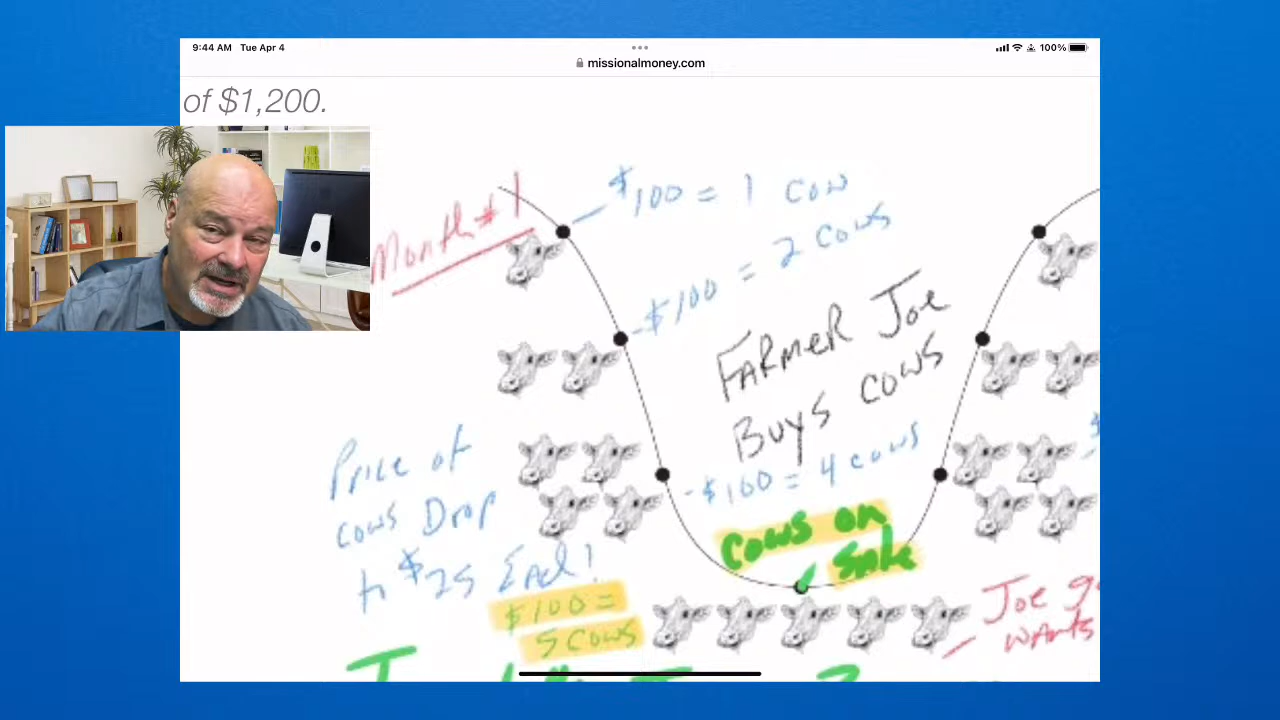 9:44 AM Tue Apr 4
100%
missionalmoney.com
of $1,200.
Month #1
$100 = 1 Cow
$100 = 2 Cows
FARMER JOE
BUYS COWS
Price of
Cows Drop
to $25 Each!
-$100 = 4 cows
Cows on
Sale
$100 =
5 Cows
Joe
wants